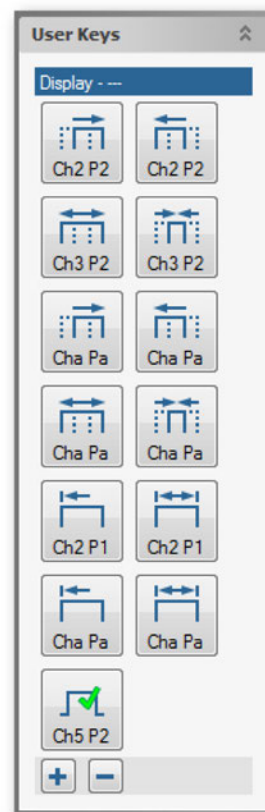 User Keys
Display - ---
Ch2 P2 Ch2 P2
Ch3 P2 Ch3 P2
Cha Pa Cha Pa
Cha Pa Cha Pa
Ch2 P1 Ch2 P1
Cha Pa Cha Pa
Ch5 P2